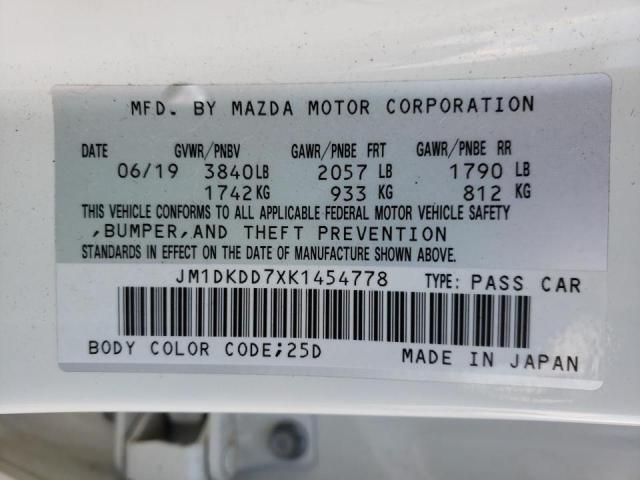 MFD. BY MAZDA MOTOR CORPORATION
DATE GVWR/PNBV GAWR/PNBE FRT GAWR/PNBE RR
06/19 3840LB 2057 LB 1790 LB
1742KG 933 KG 812 KG
THIS VEHICLE CONFORMS TO ALL APPLICABLE FEDERAL MOTOR VEHICLE SAFETY
,BUMPER,AND THEFT PREVENTION
STANDARDS IN EFFECT ON THE DATE OF MANUFACTURE SHOWN ABOVE.
JM1DKDD7XK1454778 TYPE: PASS CAR
BODY COLOR CODE;25D MADE IN JAPAN